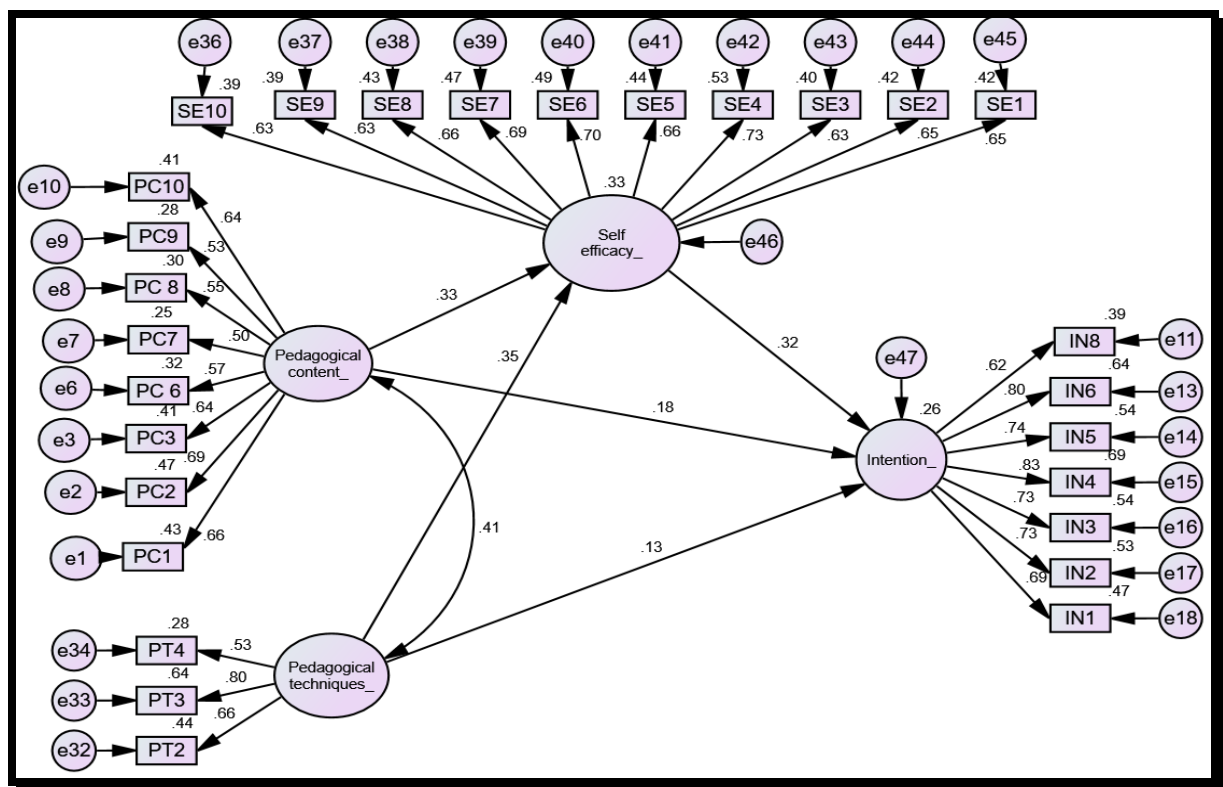 e36 e37 e38 e39 e40 e41 e42 e43 e44 e45
.39 .39 .43 .47 .49 .44 .53 .40 .42 .42
SE10 SE9 SE8 SE7 SE6 SE5 SE4 SE3 SE2 SE1
.63 .63 .66 .69 .70 .66 .73 .63 .65 .65
.33
Self
efficacy_
e46
.41
e10 PC10 .64
.28
e9 PC9 .53
.30
e8 PC 8 .55
.25
e7 PC7 .50
.32
e6 PC 6 .57
.41
e3 PC3 .64
.47
e2 PC2 .69
.43
e1 PC1 .66
Pedagogical
content_
.33
.35
.32
.18
.41
.13
e47
.26
Intention_
.39
.62 IN8 e11
.64
.80 IN6 e13
.54
.74 IN5 e14
.69
.83 IN4 e15
.54
.73 IN3 e16
.53
.73 IN2 e17
.47
.69 IN1 e18
.28
e34 PT4 .53
.64
e33 PT3 .80
.44
e32 PT2 .66
Pedagogical
techniques_